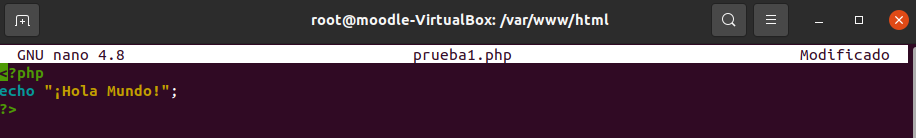 root@moodle-VirtualBox: /var/www/html
GNU nano 4.8 prueba1.php Modificado
<?php
echo "¡Hola Mundo!";
?>